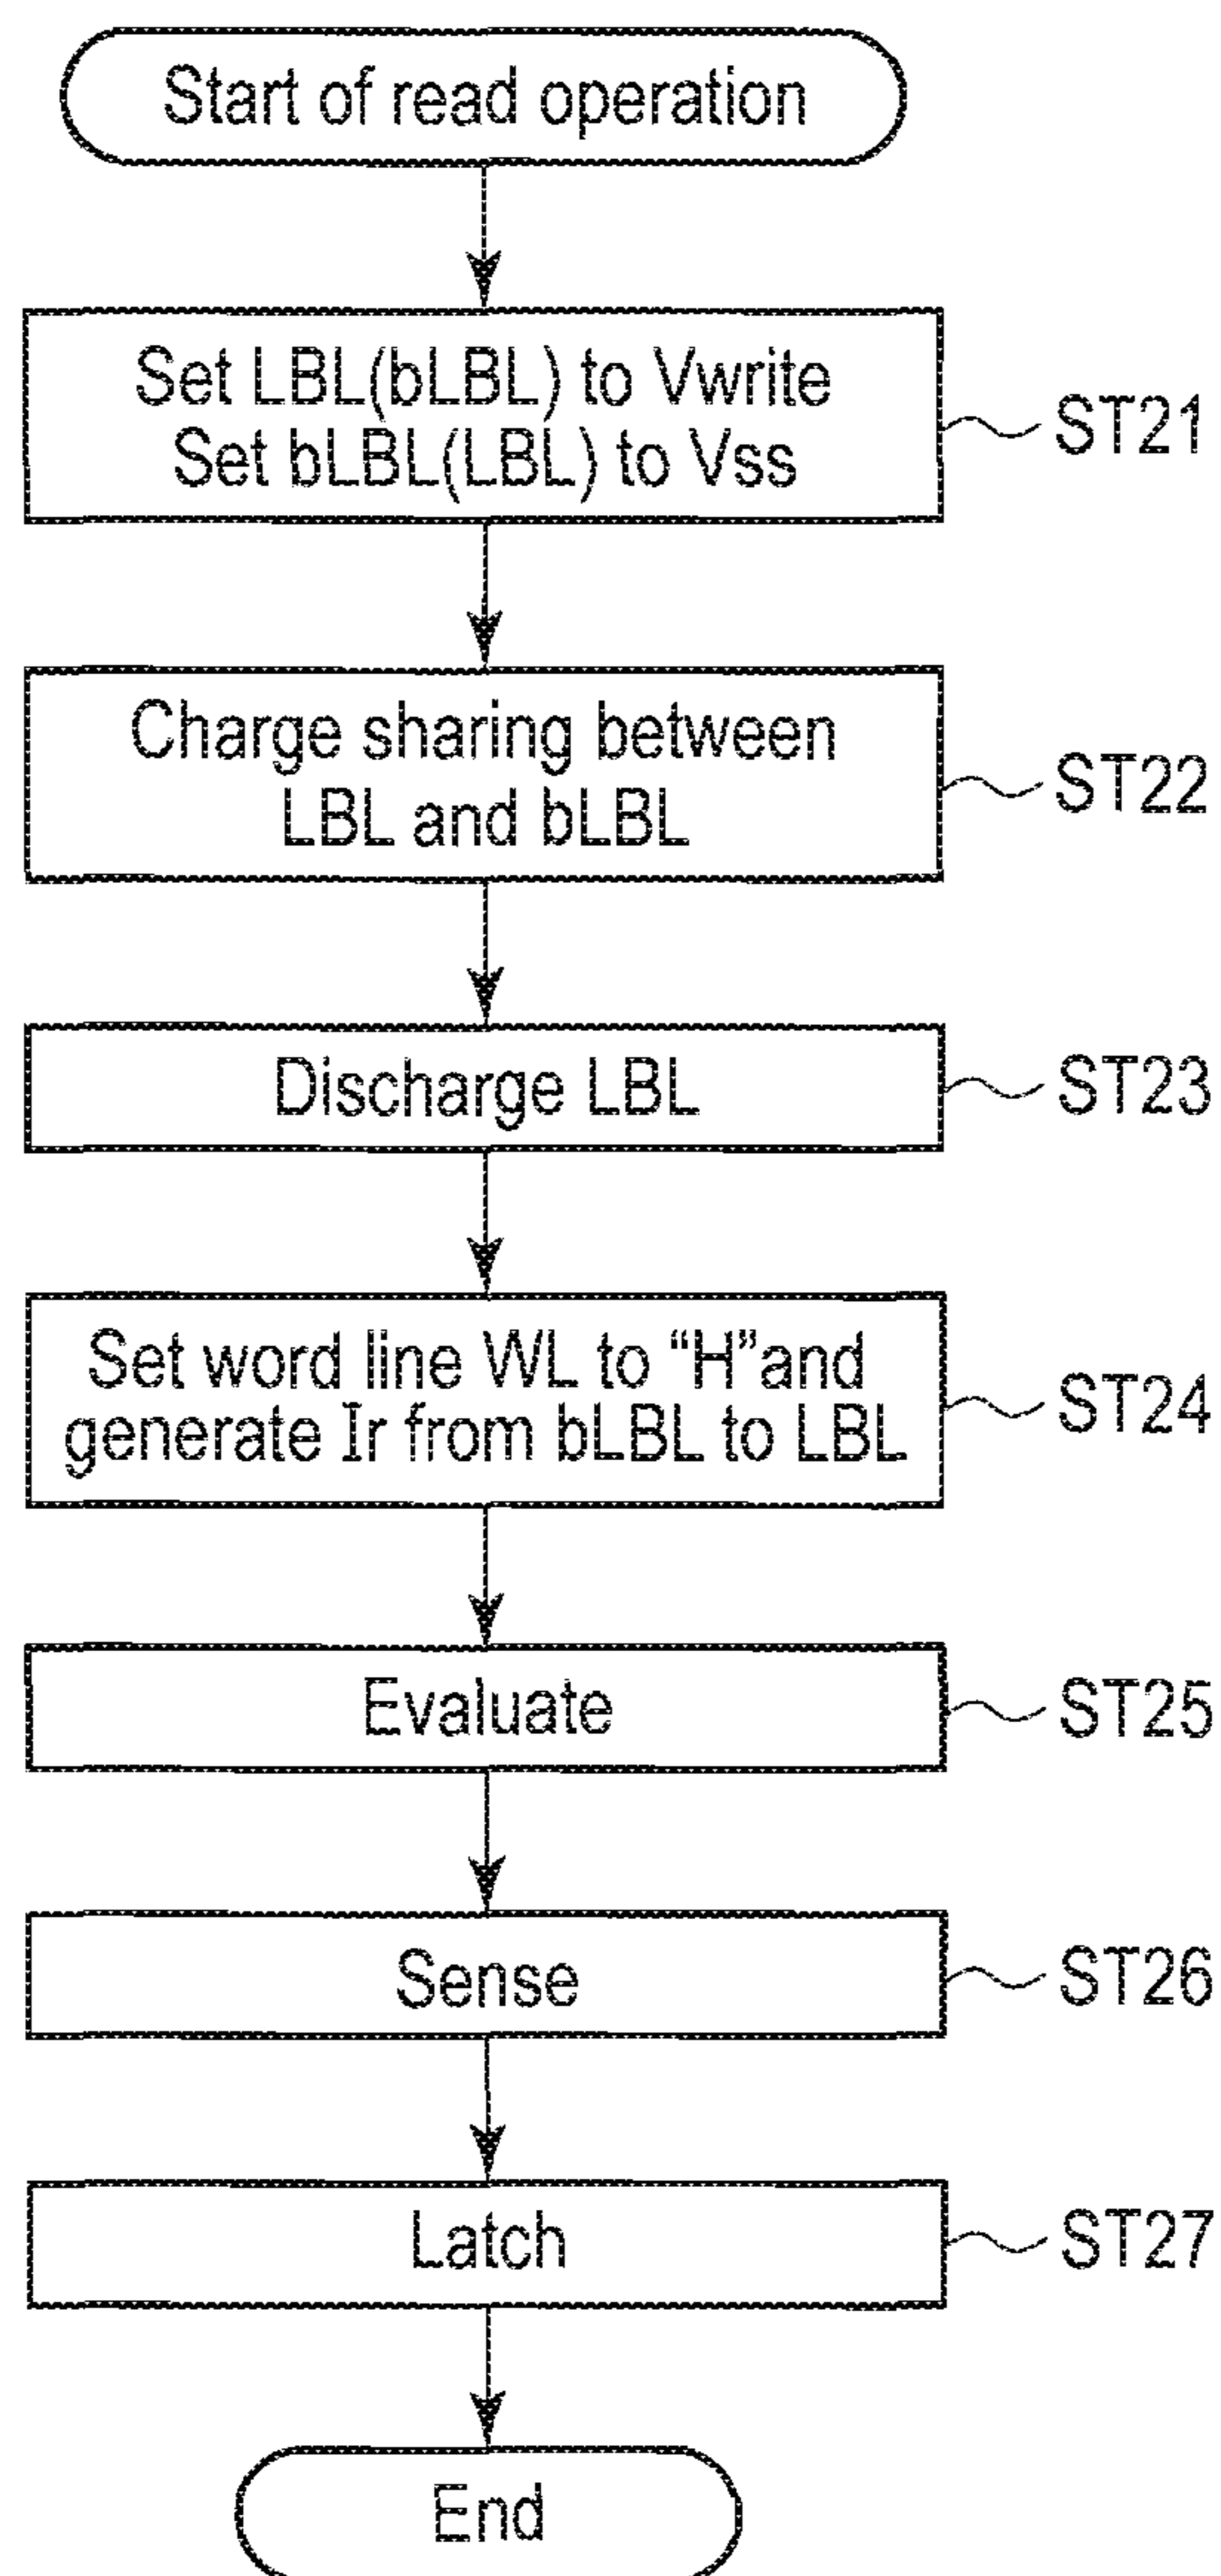 Start of read operation
Set LBL(bLBL) to Vwrite
Set bLBL(LBL) to Vss
ST21
Charge sharing between
LBL and bLBL
ST22
Discharge LBL
ST23
Set word line WL to “H”and
generate Ir from bLBL to LBL
ST24
Evaluate
ST25
Sense
ST26
Latch
ST27
End